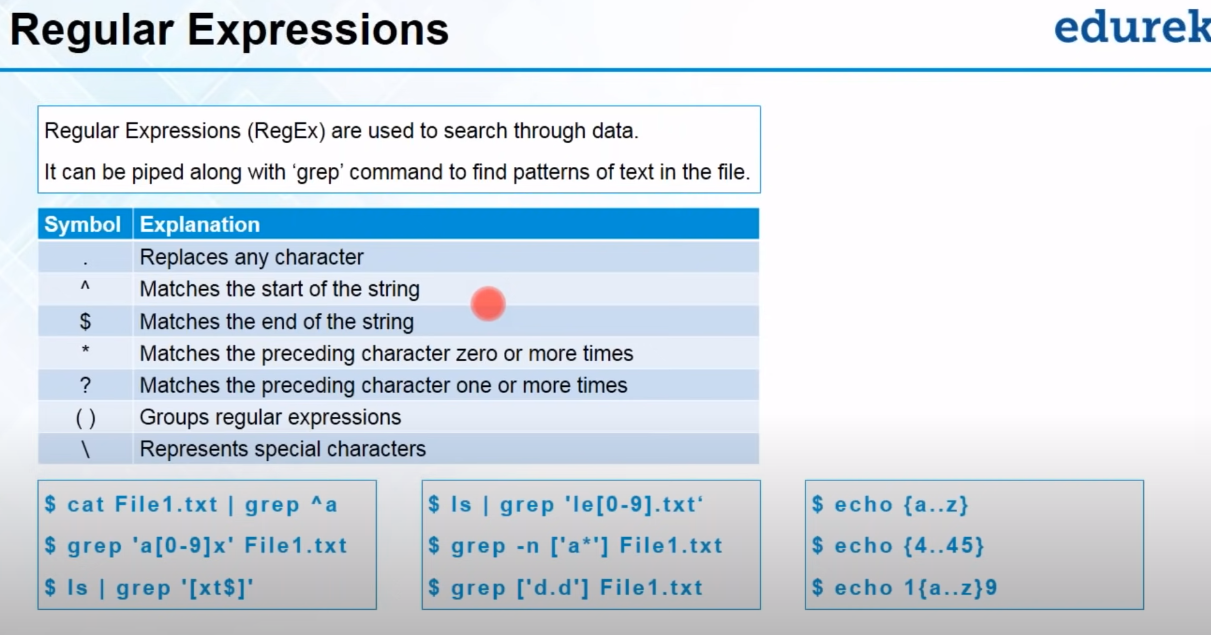 Regular Expressions
edurek
Regular Expressions (RegEx) are used to search through data.
It can be piped along with ‘grep’ command to find patterns of text in the file.
Symbol Explanation
. Replaces any character
^ Matches the start of the string
$ Matches the end of the string
* Matches the preceding character zero or more times
? Matches the preceding character one or more times
( ) Groups regular expressions
\ Represents special characters
$ cat File1.txt | grep ^a
$ grep 'a[0-9]x' File1.txt
$ ls | grep '[xt$]'
$ ls | grep 'le[0-9].txt‘
$ grep -n ['a*'] File1.txt
$ grep ['d.d'] File1.txt
$ echo {a..z}
$ echo {4..45}
$ echo 1{a..z}9